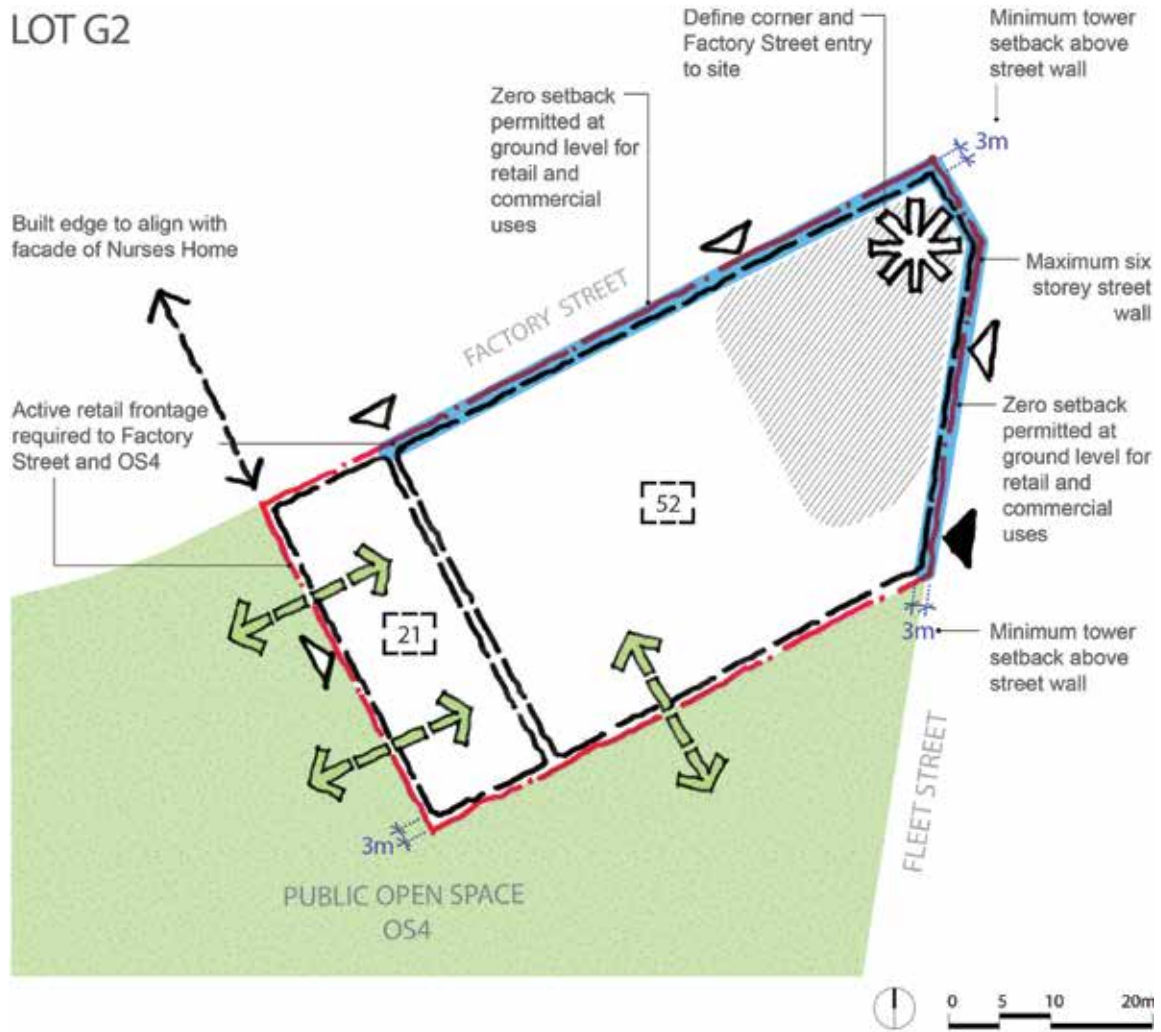 LOT G2
Define corner and
Factory Street entry
to site
Minimum tower
setback above
street wall
Zero setback
permitted at
ground level for
retail and
commercial
uses
3m
Built edge to align with
facade of Nurses Home
Maximum six
storey street
wall
FACTORY STREET
Active retail frontage
required to Factory
Street and OS4
Zero setback
permitted at
ground level for
retail and
commercial
uses
52
21
3m
Minimum tower
setback above
street wall
FLEET STREET
3m
PUBLIC OPEN SPACE
OS4
0 5 10 20m